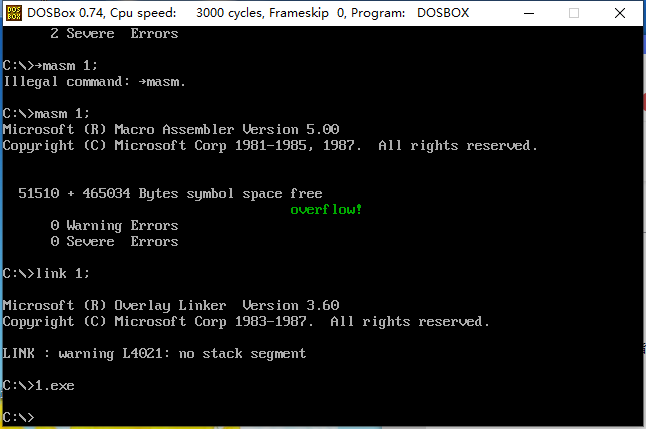 DOSBox 0.74, Cpu speed: 3000 cycles, Frameskip 0, Program: DOSBOX
2 Severe Errors
C:\>→masm 1;
Illegal command: →masm.
C:\>masm 1;
Microsoft (R) Macro Assembler Version 5.00
Copyright (C) Microsoft Corp 1981-1985, 1987. All rights reserved.
51510 + 465034 Bytes symbol space free
overflow!
0 Warning Errors
0 Severe Errors
C:\>link 1;
Microsoft (R) Overlay Linker Version 3.60
Copyright (C) Microsoft Corp 1983-1987. All rights reserved.
LINK : warning L4021: no stack segment
C:\>1.exe
C:\>